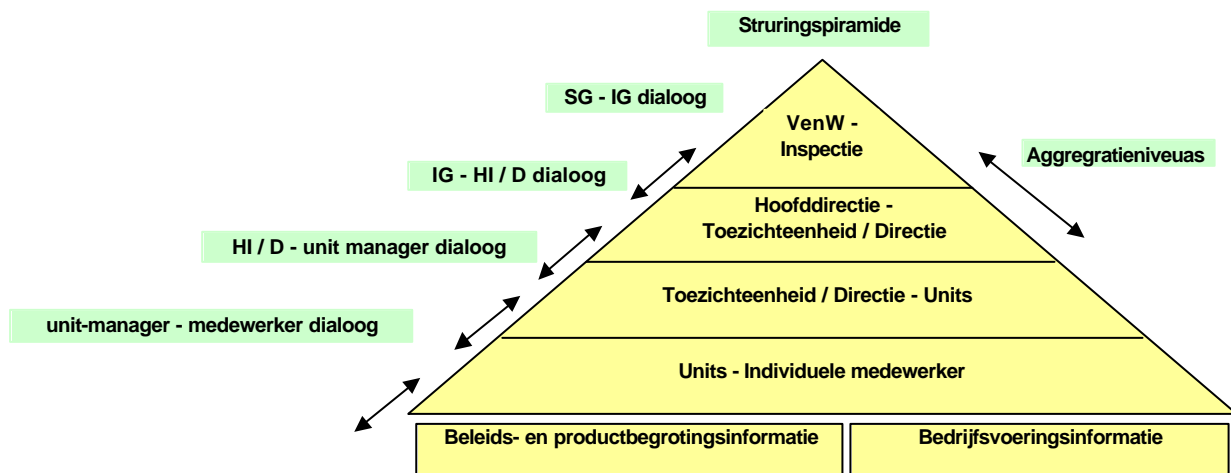 Struringspiramide
SG - IG dialoog
VenW -
Inspectie
Aggregratieniveuas
IG - HI / D dialoog
Hoofddirectie -
Toezichteenheid / Directie
HI / D - unit manager dialoog
Toezichteenheid / Directie - Units
unit-manager - medewerker dialoog
Units - Individuele medewerker
Beleids- en productbegrotingsinformatie
Bedrijfsvoeringsinformatie